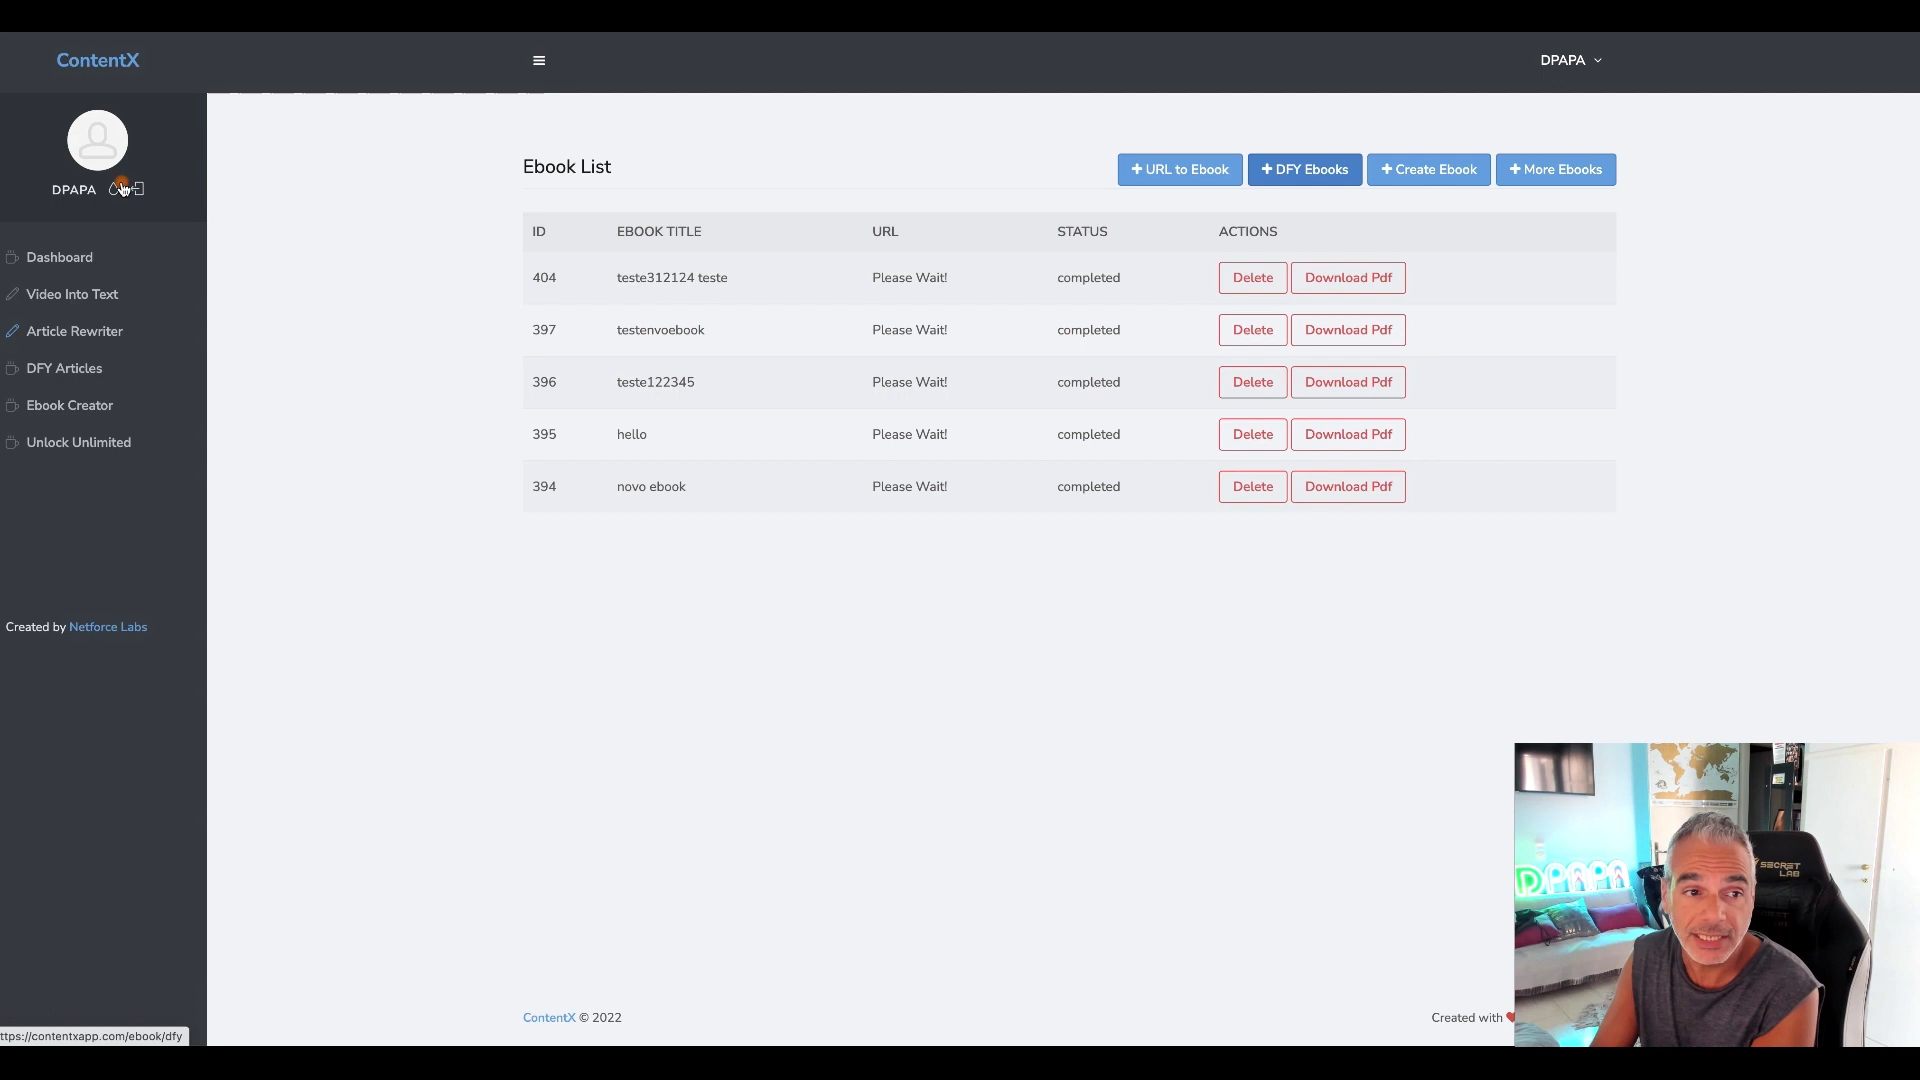 ContentX
DPAPA
DPAPA
Dashboard
Video Into Text
Article Rewriter
DFY Articles
Ebook Creator
Unlock Unlimited
Created by Netforce Labs
Ebook List
URL to Ebook
DFY Ebooks
Create Ebook
More Ebooks
ID EBOOK TITLE URL STATUS ACTIONS
404 teste312124 teste Please Wait! completed Delete Download Pdf
397 testenvoebook Please Wait! completed Delete Download Pdf
396 teste122345 Please Wait! completed Delete Download Pdf
395 hello Please Wait! completed Delete Download Pdf
394 novo ebook Please Wait! completed Delete Download Pdf
DPAPA
SECRET
LAB
ContentX © 2022
Created with
ttps://contentxapp.com/ebook/dfy